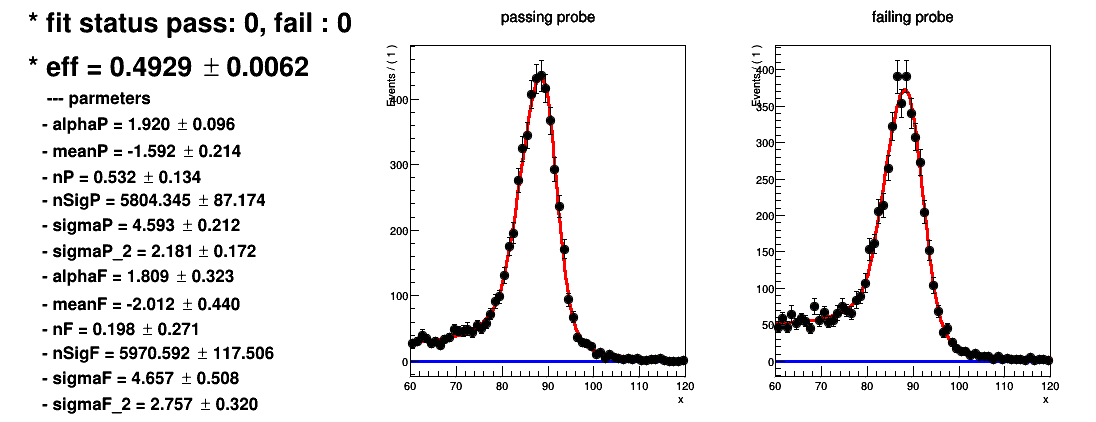 * fit status pass: 0, fail : 0
* eff = 0.4929 ± 0.0062
--- parmeters
- alphaP = 1.920 ± 0.096
- meanP = -1.592 ± 0.214
- nP = 0.532 ± 0.134
- nSigP = 5804.345 ± 87.174
- sigmaP = 4.593 ± 0.212
- sigmaP_2 = 2.181 ± 0.172
- alphaF = 1.809 ± 0.323
- meanF = -2.012 ± 0.440
- nF = 0.198 ± 0.271
- nSigF = 5970.592 ± 117.506
- sigmaF = 4.657 ± 0.508
- sigmaF_2 = 2.757 ± 0.320
passing probe
Events / ( 1 )
400
300
200
100
0
60 70 80 90 100 110 120
x
failing probe
Events / ( 1 )
400
350
300
250
200
150
100
50
0
60 70 80 90 100 110 120
x